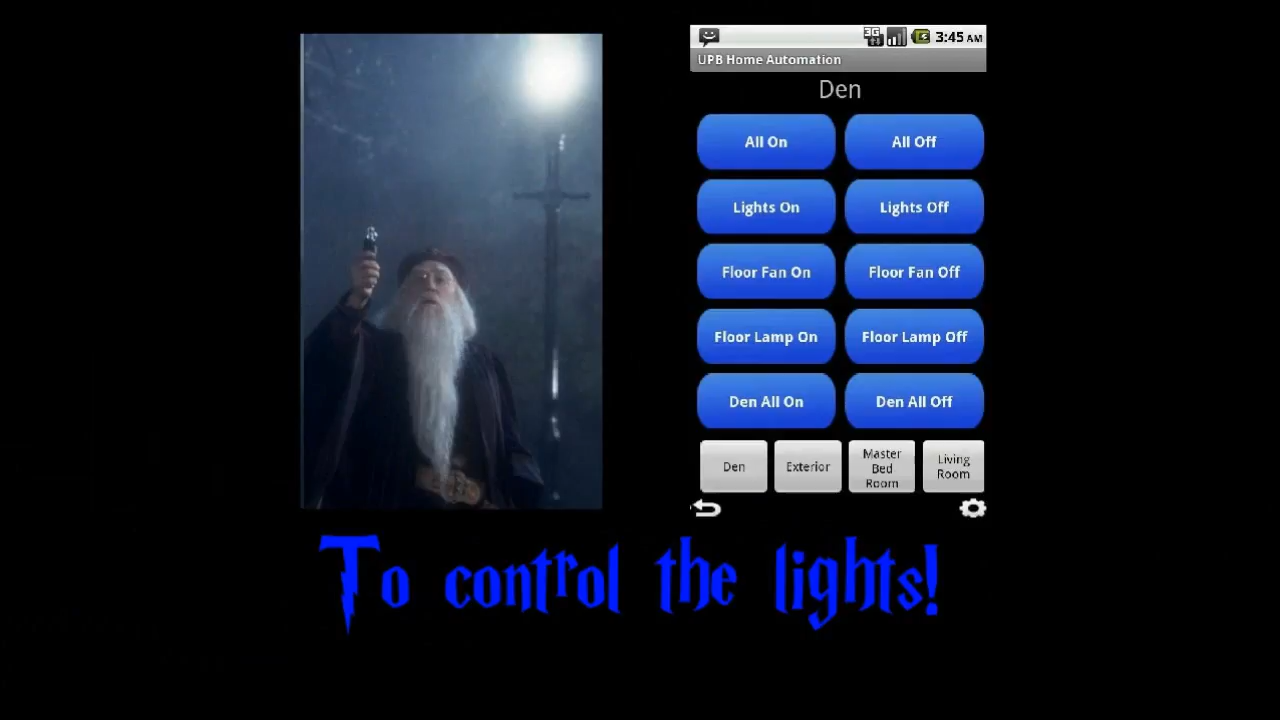 3G 3:45 AM
UPB Home Automation
Den
All On All Off
Lights On Lights Off
Floor Fan On Floor Fan Off
Floor Lamp On Floor Lamp Off
Den All On Den All Off
Den
Exterior
Master
Bed
Room
Living
Room
To control the lights!